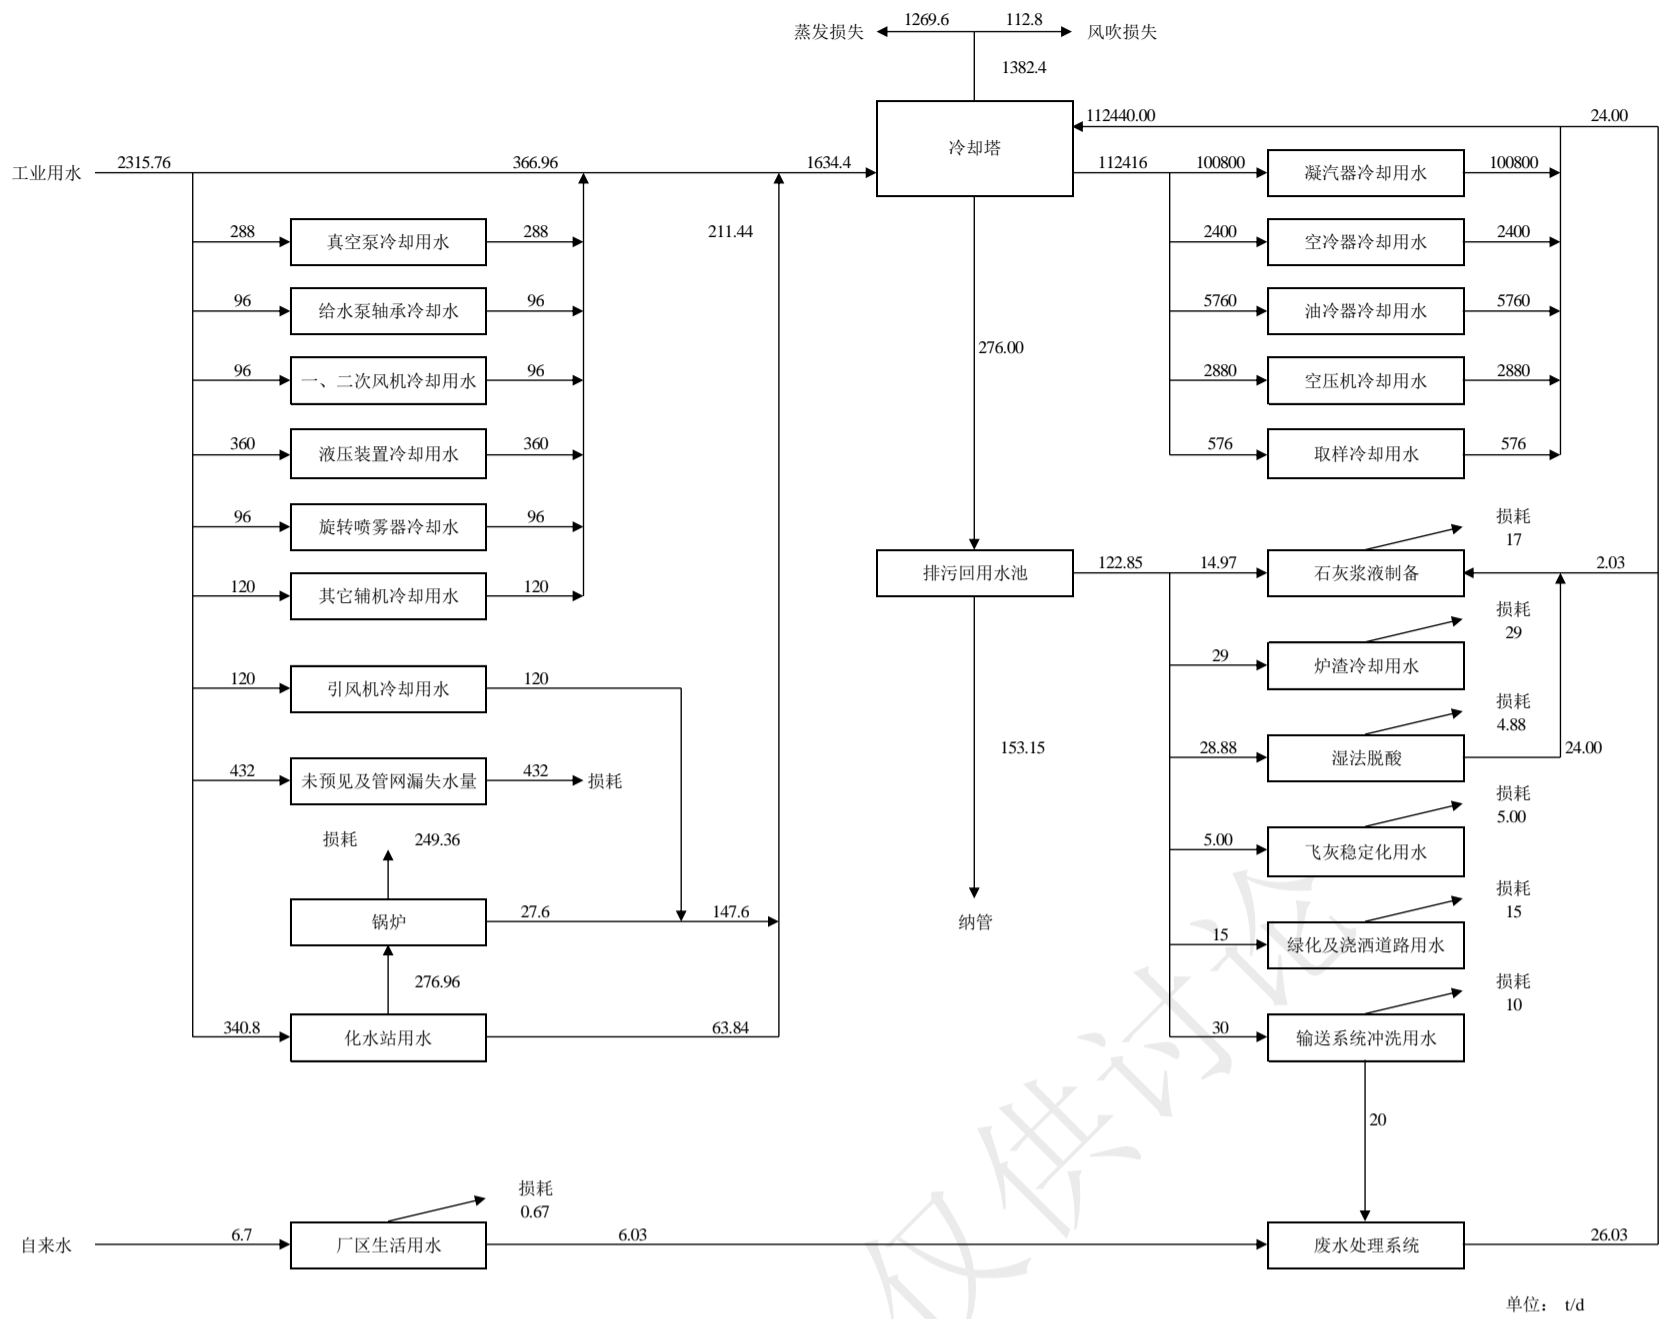 蒸发损失 1269.6 112.8 风吹损失
1382.4
冷却塔
112440.00 24.00
工业用水 2315.76 366.96 1634.4
112416 100800 凝汽器冷却用水 100800
288 真空泵冷却用水 288
211.44
2400 空冷器冷却用水 2400
96 给水泵轴承冷却水 96
5760 油冷器冷却用水 5760
276.00
96 一、二次风机冷却用水 96
2880 空压机冷却用水 2880
360 液压装置冷却用水 360
576 取样冷却用水 576
96 旋转喷雾器冷却水 96
损耗
17
排污回用水池 122.85 14.97 石灰浆液制备 2.03
120 其它辅机冷却用水 120
损耗
29
29 炉渣冷却用水
120 引风机冷却用水 120
损耗
4.88
153.15
28.88 湿法脱酸 24.00
432 未预见及管网漏失水量 432 损耗
损耗
5.00
5.00 飞灰稳定化用水
损耗 249.36
损耗
15
锅炉 27.6 147.6
纳管
15 绿化及浇洒道路用水
276.96
损耗
10
340.8 化水站用水 63.84
30 输送系统冲洗用水
20
损耗
0.67
自来水 6.7 厂区生活用水 6.03 废水处理系统 26.03
单位： t/d
仅供讨论